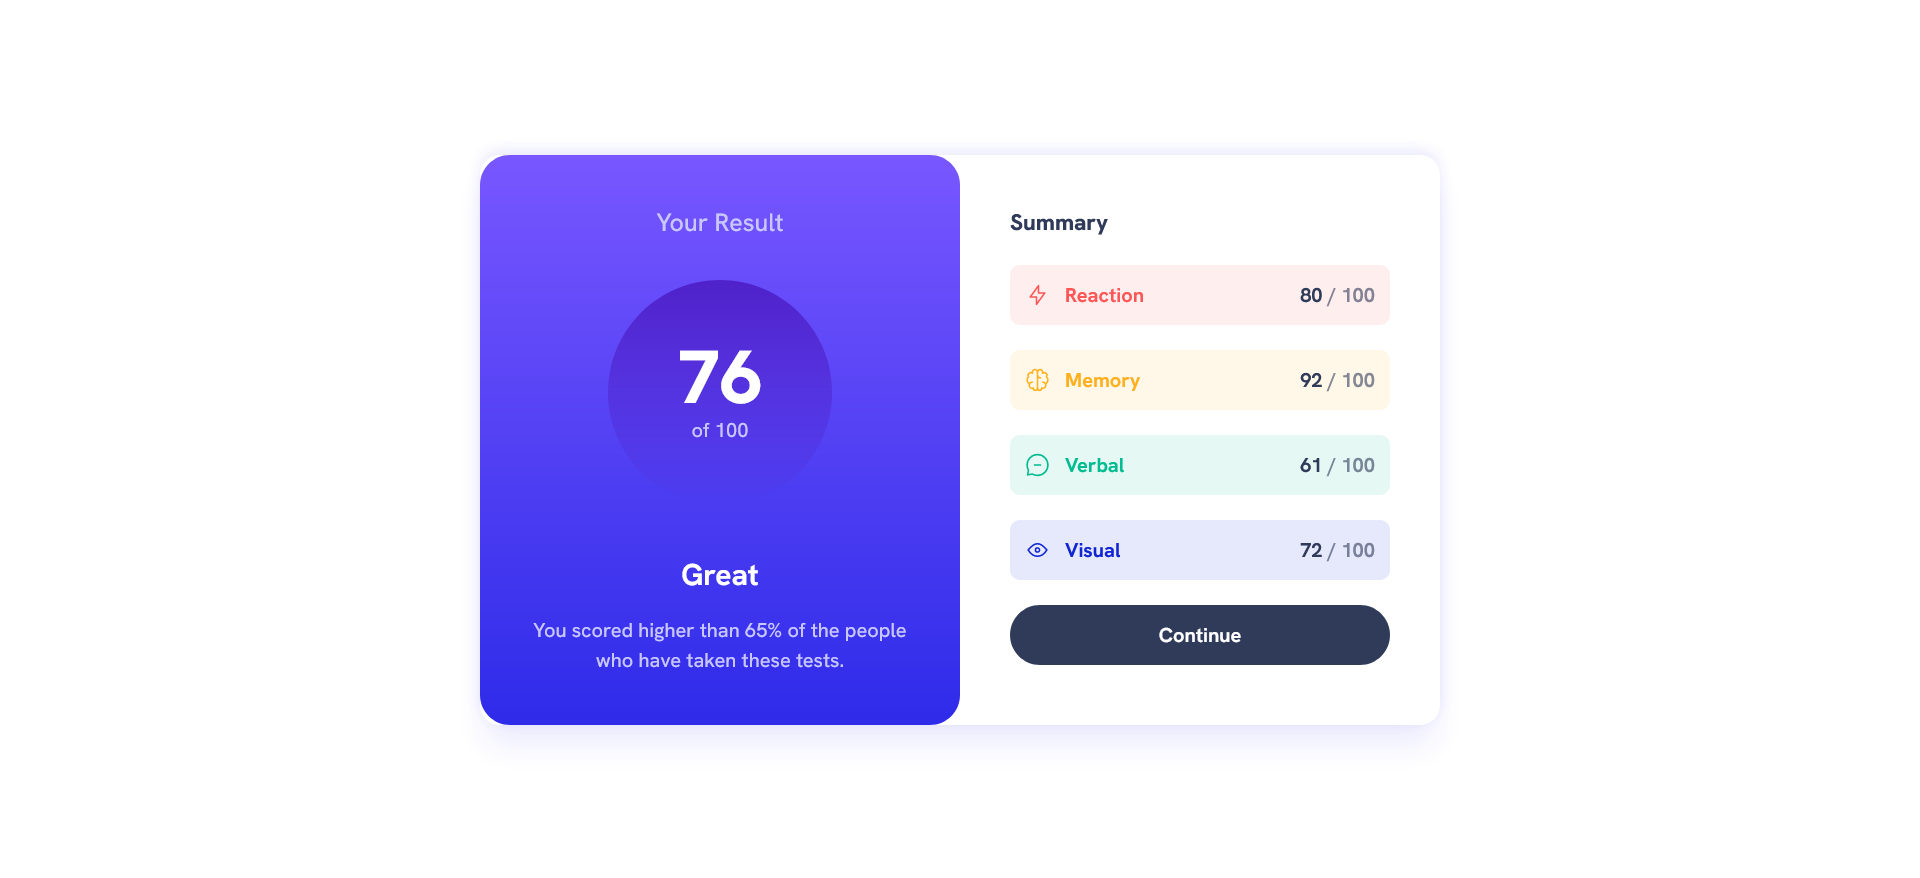 Your Result
76
of 100
Great
You scored higher than 65% of the people
who have taken these tests.
Summary
Reaction 80 / 100
Memory 92 / 100
Verbal 61 / 100
Visual 72 / 100
Continue